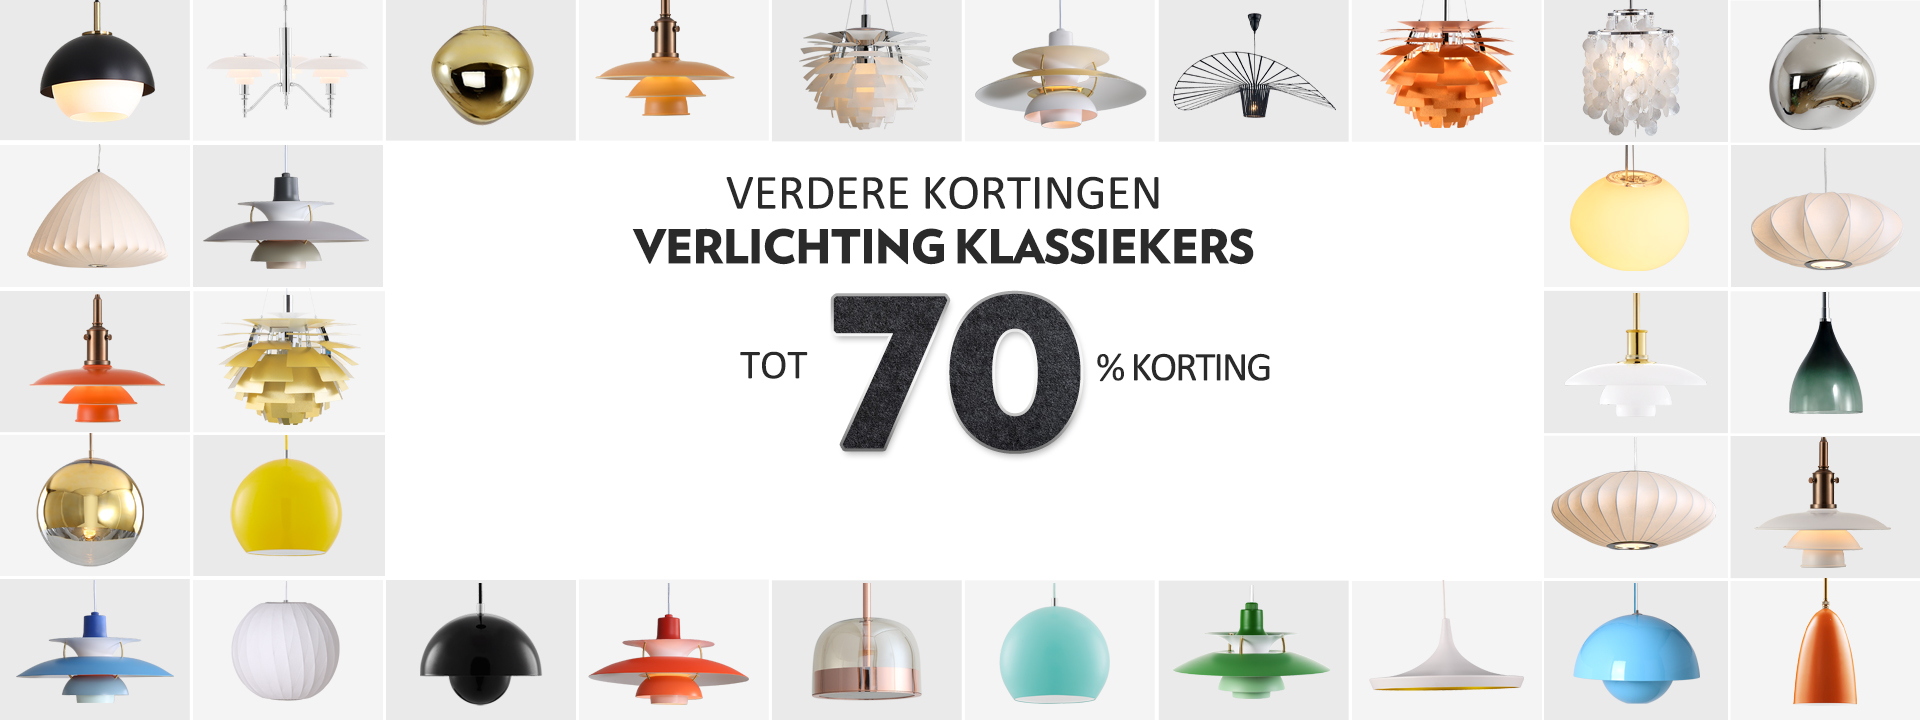 VERDERE KORTINGEN
VERLICHTING KLASSIEKERS
TOT 70 % KORTING